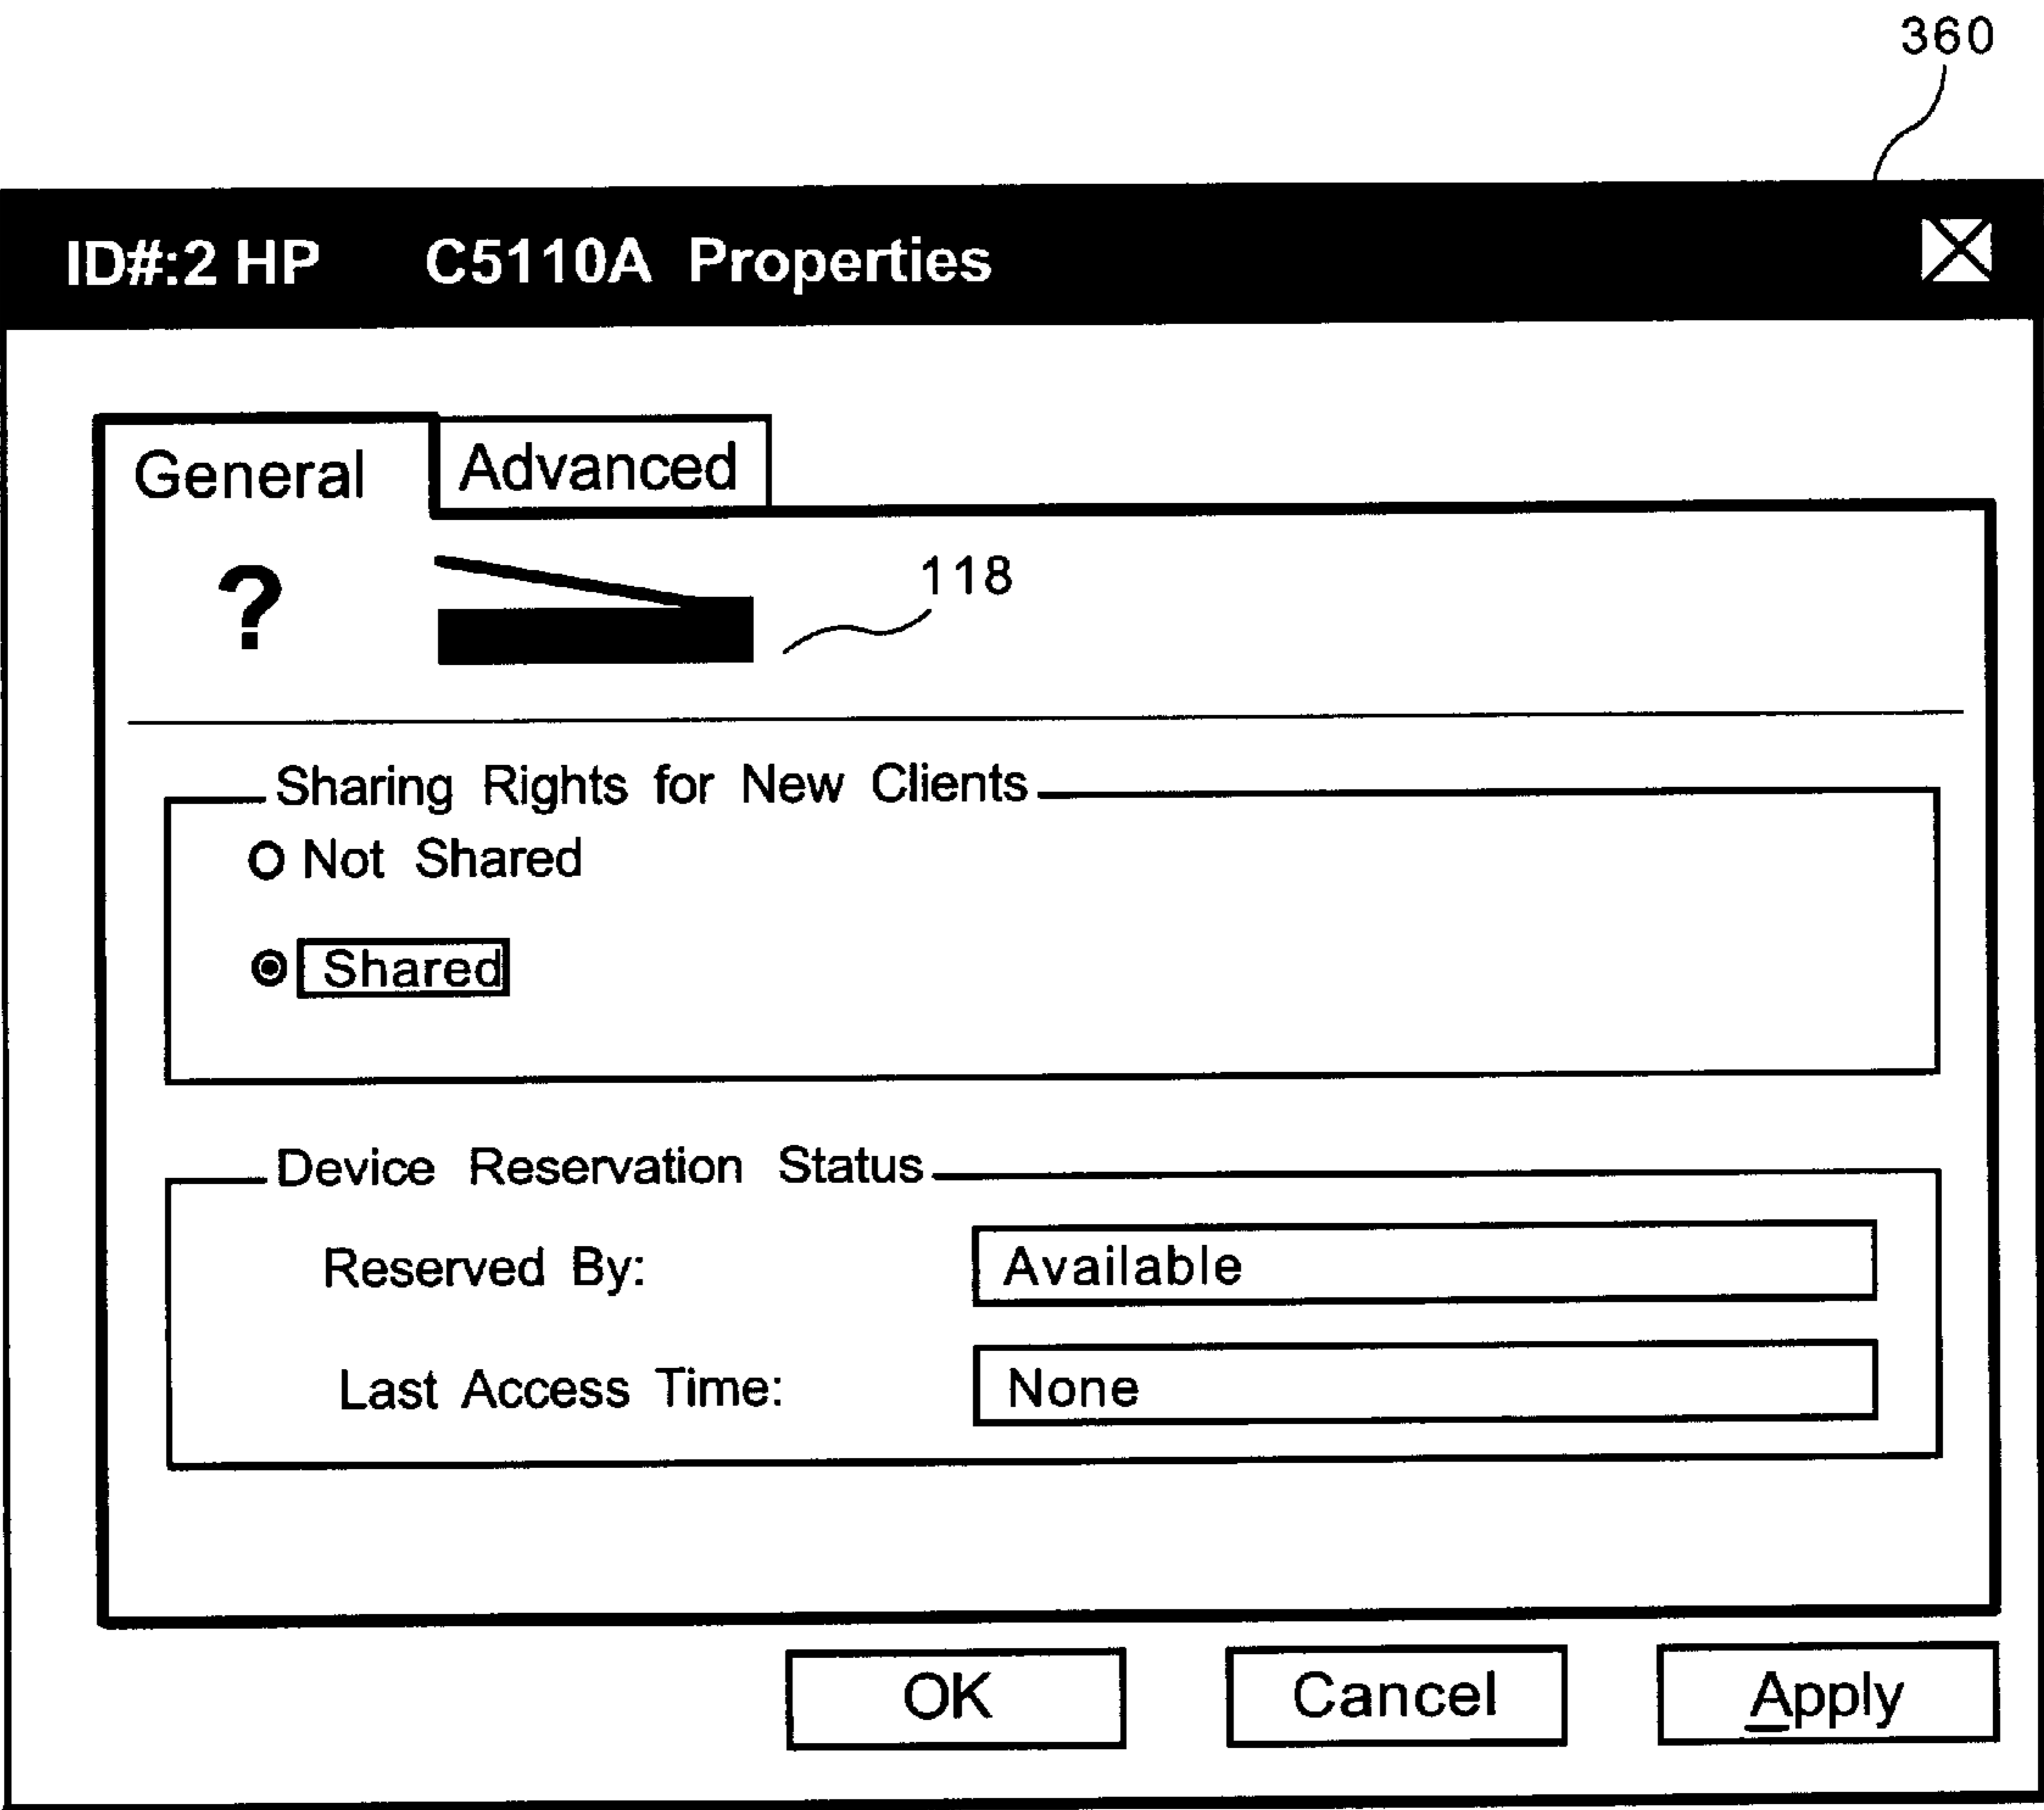 360
ID#:2 HP C5110A Properties
General Advanced
?
118
Sharing Rights for New Clients
Not Shared
Shared
Device Reservation Status
Reserved By: Available
Last Access Time: None
OK Cancel Apply